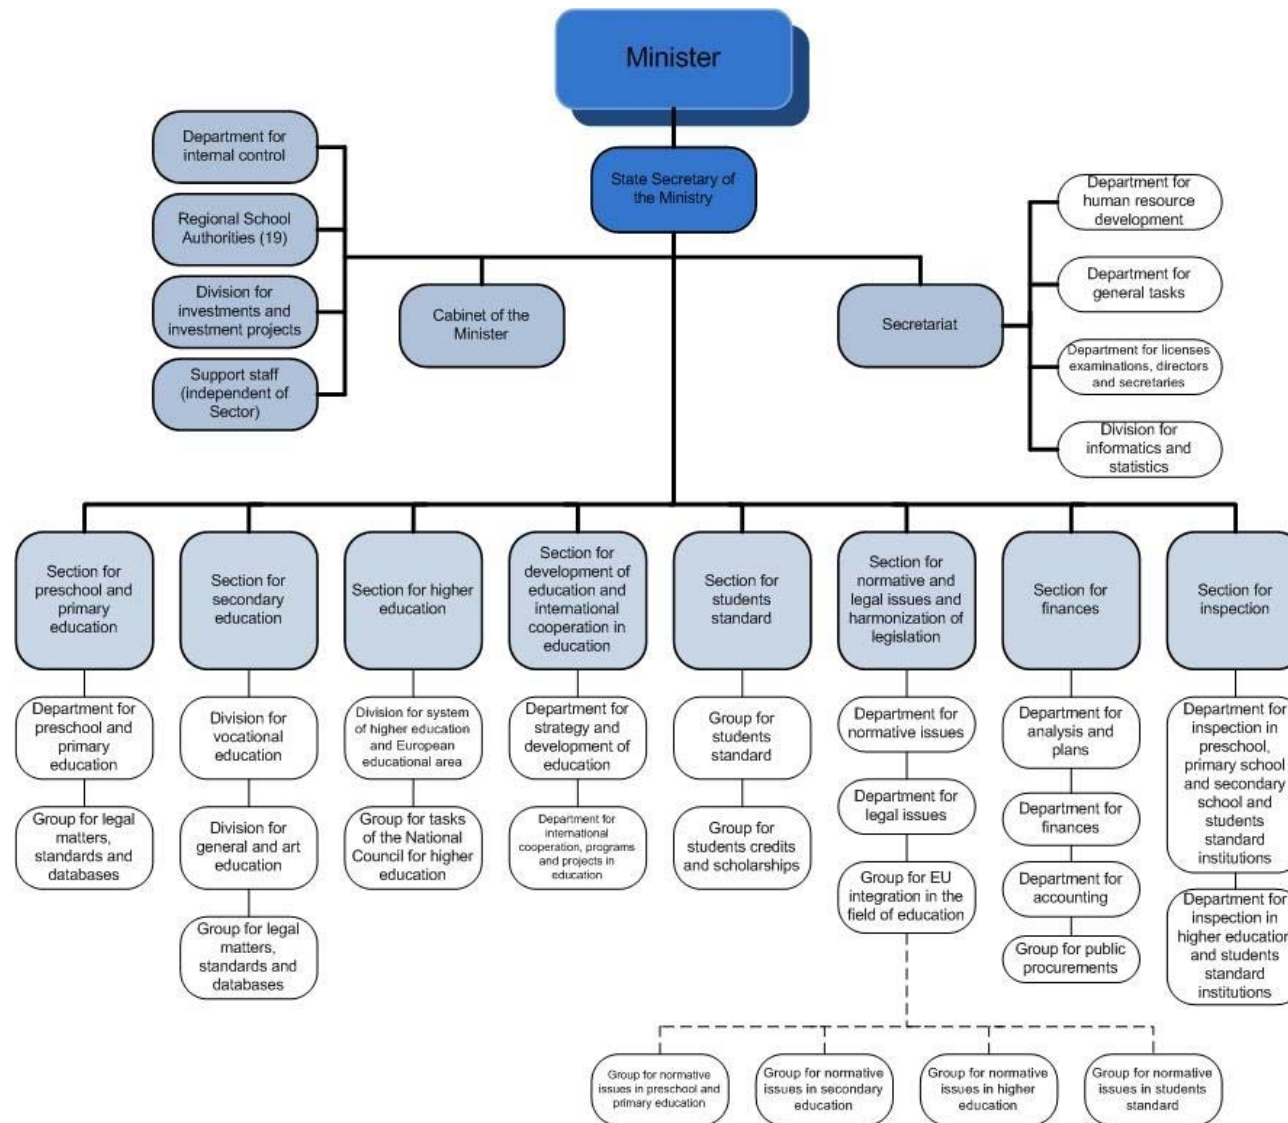 Minister
State Secretary of
the Ministry
Department for
internal control
Regional School
Authorities (19)
Division for
investments and
investment projects
Support staff
(independent of
Sector)
Cabinet of the
Minister
Secretariat
Department for
human resource
development
Department for
general tasks
Department for licenses
examinations, directors
and secretaries
Division for
informatics and
statistics
Section for
preschool and
primary
education
Section for
secondary
education
Section for higher
education
Section for
development of
education and
international
cooperation in
education
Section for
students
standard
Section for
normative and
legal issues and
harmonization of
legislation
Section for
finances
Section for
inspection
Department for
preschool and
primary
education
Group for legal
matters,
standards and
databases
Division for
vocational
education
Division for
general and art
education
Group for legal
matters,
standards and
databases
Division for system
of higher education
and European
educational area
Group for tasks
of the National
Council for higher
education
Department for
strategy and
development of
education
Department for
international
cooperation, programs
and projects in
education
Group for
students
standard
Group for
students credits
and scholarships
Department for
normative issues
Department for
legal issues
Group for EU
integration in the
field of education
Department for
analysis and
plans
Department for
finances
Department for
accounting
Group for public
procurements
Department for
inspection in
preschool,
primary school
and secondary
school and
students
standard
institutions
Department for
inspection in
higher education
and students
standard
institutions
Group for normative
issues in preschool and
primary education
Group for normative
issues in secondary
education
Group for normative
issues in higher
education
Group for normative
issues in students
standard